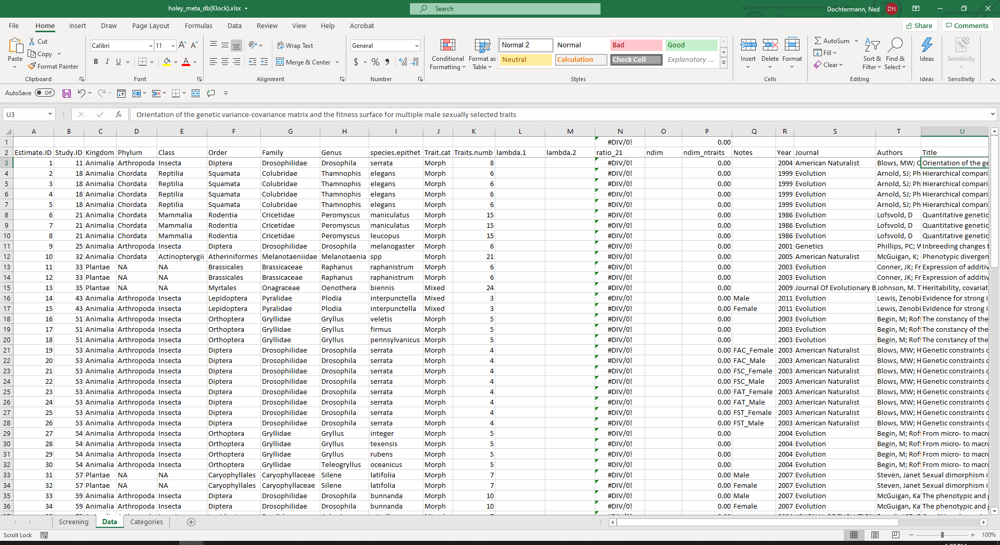 holey_meta_db(Klock).xlsx
Search
Dochtermann, Ned DN
File Home Insert Draw Page Layout Formulas Data Review View Help Acrobat Share Comments
Paste Cut Copy Format Painter Clipboard
Calibri 11 B I U A Font
Wrap Text Merge & Center Alignment
General $ % Number
Conditional Formatting Format as Table
Normal 2 Normal Bad Good
Neutral Calculation Check Cell Explanatory ...
Styles
Insert Delete Format Cells
AutoSum Fill Clear Sort & Filter Find & Select Editing
Ideas Ideas
Sensitivity Sensitivity
AutoSave Off
U3 fx Orientation of the genetic variance-covariance matrix and the fitness surface for multiple male sexually selected traits
A B C D E F G H I J K L M N O P Q R S T U
1 #DIV/0! 0.00
2 Estimate.ID Study.ID Kingdom Phylum Class Order Family Genus species.epithet Trait.cat Traits.numb lambda.1 lambda.2 ratio_21 ndim ndim_ntraits Notes Year Journal Authors Title
3 1 11 Animalia Arthropoda Insecta Diptera Drosophilidae Drosophila serrata Morph 8 #DIV/0! 0.00 2004 American Naturalist Blows, MW; Orientation of the
4 2 18 Animalia Chordata Reptilia Squamata Colubridae Thamnophis elegans Morph 6 #DIV/0! 0.00 1999 Evolution Arnold, SJ; Ph Hierarchical compari
5 3 18 Animalia Chordata Reptilia Squamata Colubridae Thamnophis elegans Morph 6 #DIV/0! 0.00 1999 Evolution Arnold, SJ; Ph Hierarchical compari
6 4 18 Animalia Chordata Reptilia Squamata Colubridae Thamnophis elegans Morph 6 #DIV/0! 0.00 1999 Evolution Arnold, SJ; Ph Hierarchical compari
7 5 18 Animalia Chordata Reptilia Squamata Colubridae Thamnophis elegans Morph 6 #DIV/0! 0.00 1999 Evolution Arnold, SJ; Ph Hierarchical compari
8 6 21 Animalia Chordata Mammalia Rodentia Cricetidae Peromyscus maniculatus Morph 15 #DIV/0! 0.00 1986 Evolution Lofsvold, D Quantitative genetic
9 7 21 Animalia Chordata Mammalia Rodentia Cricetidae Peromyscus maniculatus Morph 15 #DIV/0! 0.00 1986 Evolution Lofsvold, D Quantitative genetic
10 8 21 Animalia Chordata Mammalia Rodentia Cricetidae Peromyscus leucopus Morph 15 #DIV/0! 0.00 1986 Evolution Lofsvold, D Quantitative genetic
11 9 25 Animalia Arthropoda Insecta Diptera Drosophilidae Drosophila melanogaster Morph 6 #DIV/0! 0.00 2001 Genetics Phillips, PC; W Inbreeding changes
12 10 32 Animalia Chordata Actinopterygii Atheriniformes Melanotaeniidae Melanotaenia spp Morph 21 #DIV/0! 0.00 2005 American Naturalist McGuigan, K; Phenotypic divergen
13 11 33 Plantae NA NA Brassicales Brassicaceae Raphanus raphanistrum Morph 6 #DIV/0! 0.00 2003 Evolution Conner, JK; Fr Expression of additiv
14 12 33 Plantae NA NA Brassicales Brassicaceae Raphanus raphanistrum Morph 6 #DIV/0! 0.00 2003 Evolution Conner, JK; Fr Expression of additiv
15 13 35 Plantae NA NA Myrtales Onagraceae Oenothera biennis Mixed 24 #DIV/0! 0.00 2009 Journal Of Evolutionary B Johnson, M. T Heritability, covariat
16 14 43 Animalia Arthropoda Insecta Lepidoptera Pyralidae Plodia interpunctella Mixed 3 #DIV/0! 0.00 Male 2011 Evolution Lewis, Zenobi Evidence for strong i
17 15 43 Animalia Arthropoda Insecta Lepidoptera Pyralidae Plodia interpunctella Mixed 3 #DIV/0! 0.00 Female 2011 Evolution Lewis, Zenobi Evidence for strong i
18 16 51 Animalia Arthropoda Insecta Orthoptera Gryllidae Gryllus veletis Morph 5 #DIV/0! 0.00 2003 Evolution Begin, M; Rof The constancy of the
19 17 51 Animalia Arthropoda Insecta Orthoptera Gryllidae Gryllus firmus Morph 5 #DIV/0! 0.00 2003 Evolution Begin, M; Rof The constancy of the
20 18 51 Animalia Arthropoda Insecta Orthoptera Gryllidae Gryllus pennsylvanicus Morph 5 #DIV/0! 0.00 2003 Evolution Begin, M; Rof The constancy of the
21 19 53 Animalia Arthropoda Insecta Diptera Drosophilidae Drosophila serrata Morph 4 #DIV/0! 0.00 FAC_Female 2003 American Naturalist Blows, MW; H Genetic constraints
22 20 53 Animalia Arthropoda Insecta Diptera Drosophilidae Drosophila serrata Morph 4 #DIV/0! 0.00 FAC_Male 2003 American Naturalist Blows, MW; H Genetic constraints
23 21 53 Animalia Arthropoda Insecta Diptera Drosophilidae Drosophila serrata Morph 4 #DIV/0! 0.00 FSC_Female 2003 American Naturalist Blows, MW; H Genetic constraints
24 22 53 Animalia Arthropoda Insecta Diptera Drosophilidae Drosophila serrata Morph 4 #DIV/0! 0.00 FSC_Male 2003 American Naturalist Blows, MW; H Genetic constraints
25 23 53 Animalia Arthropoda Insecta Diptera Drosophilidae Drosophila serrata Morph 4 #DIV/0! 0.00 FAT_Female 2003 American Naturalist Blows, MW; H Genetic constraints
26 24 53 Animalia Arthropoda Insecta Diptera Drosophilidae Drosophila serrata Morph 4 #DIV/0! 0.00 FAT_Male 2003 American Naturalist Blows, MW; H Genetic constraints
27 25 53 Animalia Arthropoda Insecta Diptera Drosophilidae Drosophila serrata Morph 4 #DIV/0! 0.00 FST_Female 2003 American Naturalist Blows, MW; H Genetic constraints
28 26 53 Animalia Arthropoda Insecta Diptera Drosophilidae Drosophila serrata Morph 4 #DIV/0! 0.00 FST_Male 2003 American Naturalist Blows, MW; H Genetic constraints
29 27 54 Animalia Arthropoda Insecta Orthoptera Gryllidae Gryllus integer Morph 5 #DIV/0! 0.00 2004 Evolution Begin, M; Rof From micro- to macr
30 28 54 Animalia Arthropoda Insecta Orthoptera Gryllidae Gryllus texensis Morph 5 #DIV/0! 0.00 2004 Evolution Begin, M; Rof From micro- to macr
31 29 54 Animalia Arthropoda Insecta Orthoptera Gryllidae Gryllus rubens Morph 5 #DIV/0! 0.00 2004 Evolution Begin, M; Rof From micro- to macr
32 30 54 Animalia Arthropoda Insecta Orthoptera Gryllidae Teleogryllus oceanicus Morph 5 #DIV/0! 0.00 2004 Evolution Begin, M; Rof From micro- to macr
33 31 57 Plantae NA NA Caryophyllales Caryophyllaceae Silene latifolia Morph 7 #DIV/0! 0.00 Male 2007 Evolution Steven, Janet Sexual dimorphism i
34 32 57 Plantae NA NA Caryophyllales Caryophyllaceae Silene latifolia Morph 7 #DIV/0! 0.00 Female 2007 Evolution Steven, Janet Sexual dimorphism i
35 33 59 Animalia Arthropoda Insecta Diptera Drosophilidae Drosophila bunnanda Morph 10 #DIV/0! 0.00 Male 2007 Evolution McGuigan, Ka The phenotypic and
36 34 59 Animalia Arthropoda Insecta Diptera Drosophilidae Drosophila bunnanda Morph 10 #DIV/0! 0.00 Female 2007 Evolution McGuigan, Ka The phenotypic and
Screening Data Categories
Scroll Lock 100%